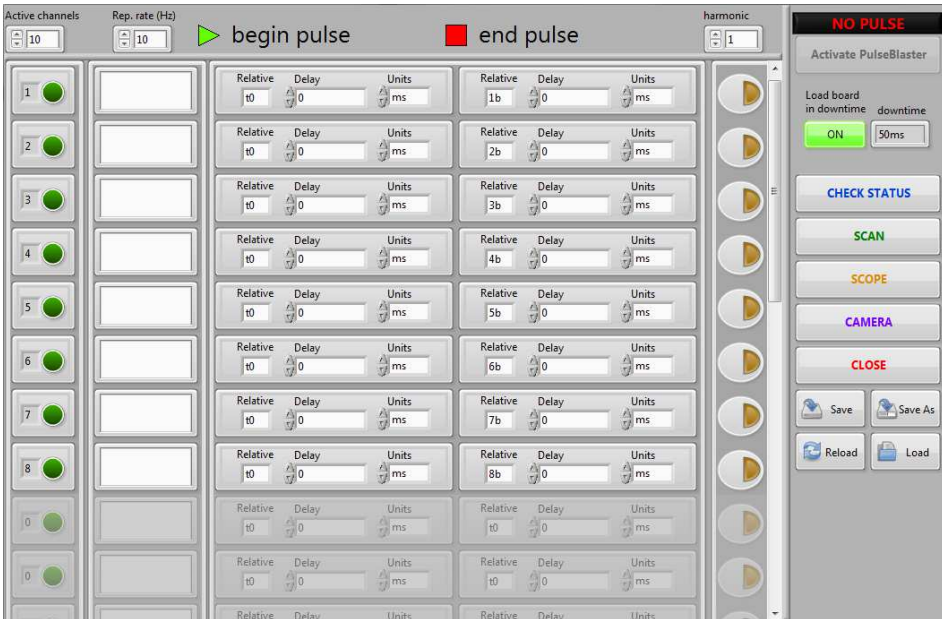 Active channels Rep. rate (Hz) harmonic
10 10 begin pulse end pulse 1
NO PULSE
Activate PulseBlaster
Load board
in downtime downtime
ON 50ms
CHECK STATUS
SCAN
SCOPE
CAMERA
CLOSE
Save Save As
Reload Load
Relative Delay Units Relative Delay Units
1 t0 0 ms 1b 0 ms
Relative Delay Units Relative Delay Units
2 t0 0 ms 2b 0 ms
Relative Delay Units Relative Delay Units
3 t0 0 ms 3b 0 ms
Relative Delay Units Relative Delay Units
4 t0 0 ms 4b 0 ms
Relative Delay Units Relative Delay Units
5 t0 0 ms 5b 0 ms
Relative Delay Units Relative Delay Units
6 t0 0 ms 6b 0 ms
Relative Delay Units Relative Delay Units
7 t0 0 ms 7b 0 ms
Relative Delay Units Relative Delay Units
8 t0 0 ms 8b 0 ms
Relative Delay Units Relative Delay Units
0 t0 0 ms t0 0 ms
Relative Delay Units Relative Delay Units
0 t0 0 ms t0 0 ms
Relative Delay Units Relative Delay Units